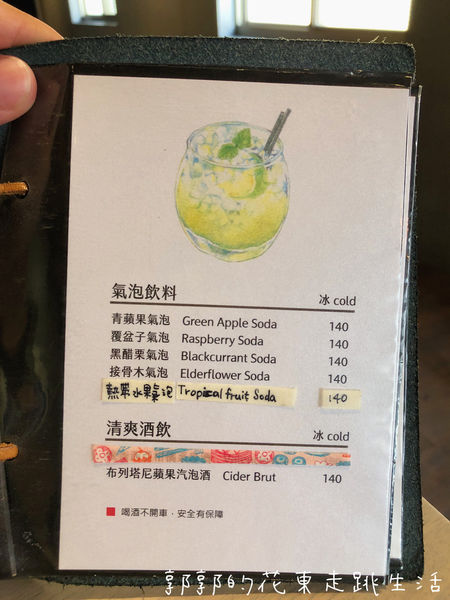 氣泡飲料 冰 cold
青蘋果氣泡 Green Apple Soda 140
覆盆子氣泡 Raspberry Soda 140
黑醋栗氣泡 Blackcurrant Soda 140
接骨木氣泡 Elderflower Soda 140
熱帶水果氣泡 Tropical fruit Soda 140
清爽酒飲 冰 cold
布列塔尼蘋果汽泡酒 Cider Brut 140
喝酒不開車，安全有保障
郭郭的花東走跳生活